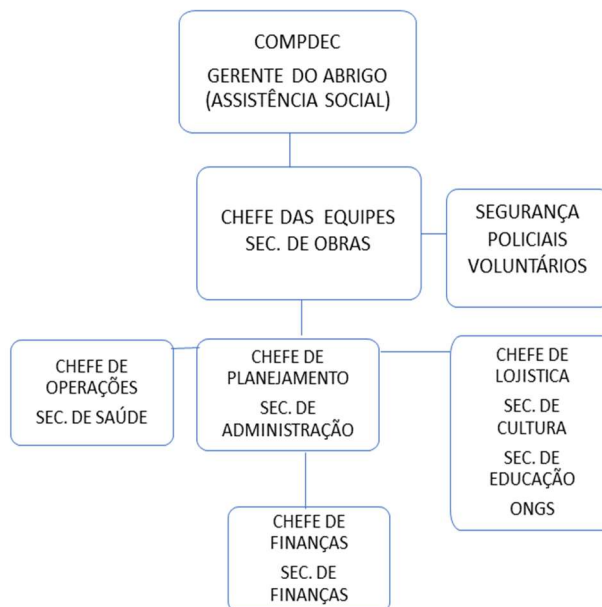 COMPDEC
GERENTE DO ABRIGO
(ASSISTÊNCIA SOCIAL)
CHEFE DAS EQUIPES
SEC. DE OBRAS
SEGURANÇA
POLICIAIS
VOLUNTÁRIOS
CHEFE DE
OPERAÇÕES
SEC. DE SAÚDE
CHEFE DE
PLANEJAMENTO
SEC. DE
ADMINISTRAÇÃO
CHEFE DE
LOJISTICA
SEC. DE
CULTURA
SEC. DE
EDUCAÇÃO
ONGS
CHEFE DE
FINANÇAS
SEC. DE
FINANÇAS